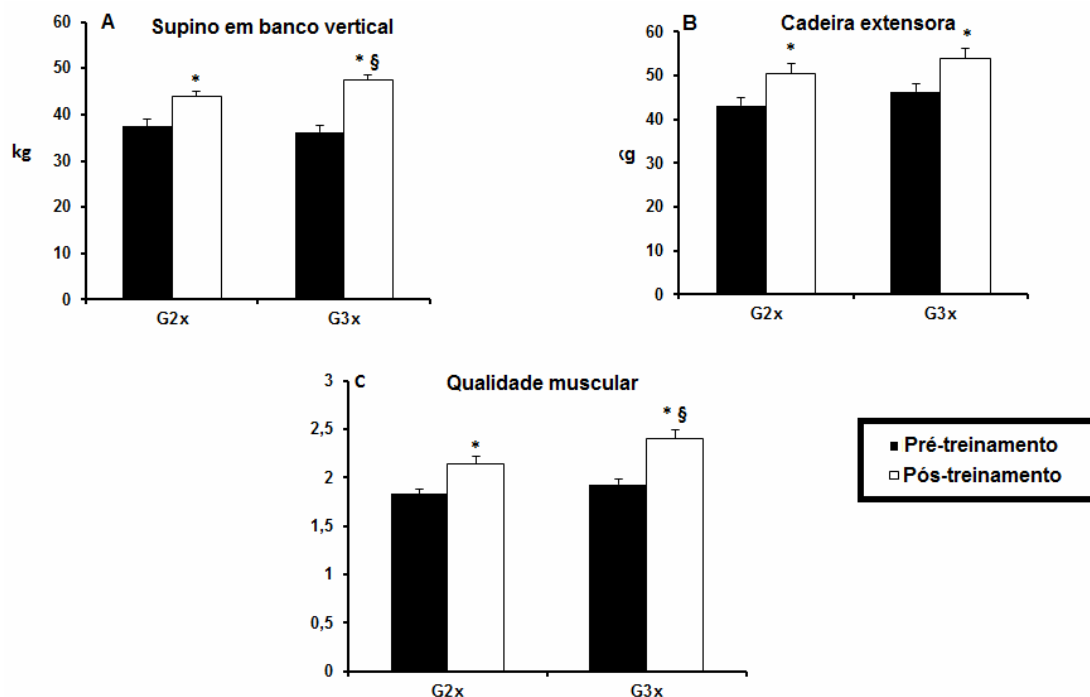 A Supino em banco vertical
60
50
40
30
20
10
0
kg
*
* §
G2x
G3x
B Cadeira extensora
60
50
40
30
20
10
0
kg
*
*
G2x
G3x
C Qualidade muscular
3
2,5
2
1,5
1
0,5
0
*
* §
G2x
G3x
Pré-treinamento
Pós-treinamento